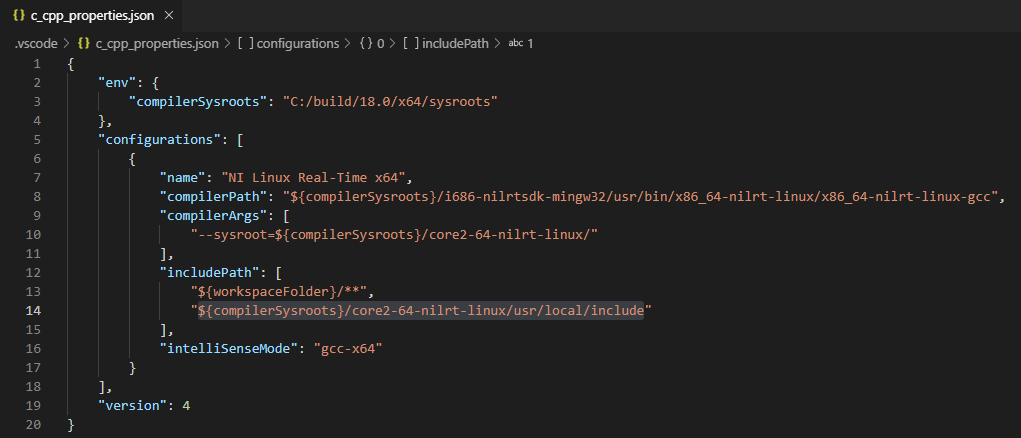 {} c_cpp_properties.json ×
.vscode > {} c_cpp_properties.json > [ ] configurations > {} 0 > [ ] includePath > abc 1
1 {
2     "env": {
3         "compilerSysroots": "C:/build/18.0/x64/sysroots"
4     },
5     "configurations": [
6         {
7             "name": "NI Linux Real-Time x64",
8             "compilerPath": "${compilerSysroots}/i686-nilrtsdk-mingw32/usr/bin/x86_64-nilrt-linux/x86_64-nilrt-linux-gcc",
9             "compilerArgs": [
10                 "--sysroot=${compilerSysroots}/core2-64-nilrt-linux/"
11             ],
12             "includePath": [
13                 "${workspaceFolder}/**",
14                 "${compilerSysroots}/core2-64-nilrt-linux/usr/local/include"
15             ],
16             "intelliSenseMode": "gcc-x64"
17         }
18     ],
19     "version": 4
20 }